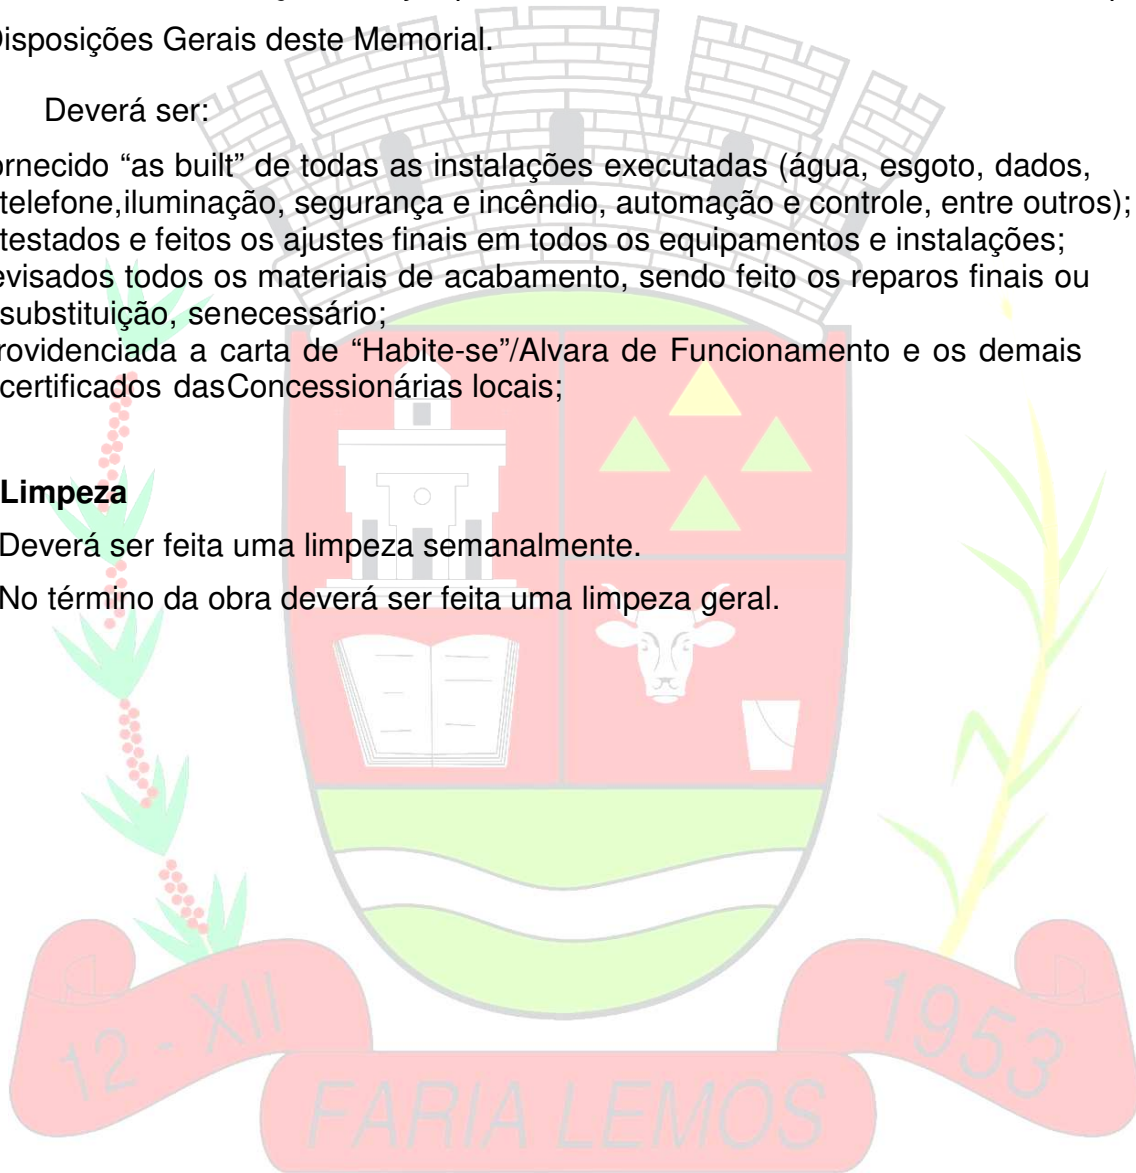 Disposições Gerais deste Memorial.
Deverá ser:
ornecido “as built” de todas as instalações executadas (água, esgoto, dados,
telefone,iluminação, segurança e incêndio, automação e controle, entre outros);
testados e feitos os ajustes finais em todos os equipamentos e instalações;
evisados todos os materiais de acabamento, sendo feito os reparos finais ou
substituição, senecessário;
rovidenciada a carta de “Habite-se”/Alvara de Funcionamento e os demais
certificados dasConcessionárias locais;
Limpeza
Deverá ser feita uma limpeza semanalmente.
No término da obra deverá ser feita uma limpeza geral.
12 - XII
1953
FARIA LEMOS